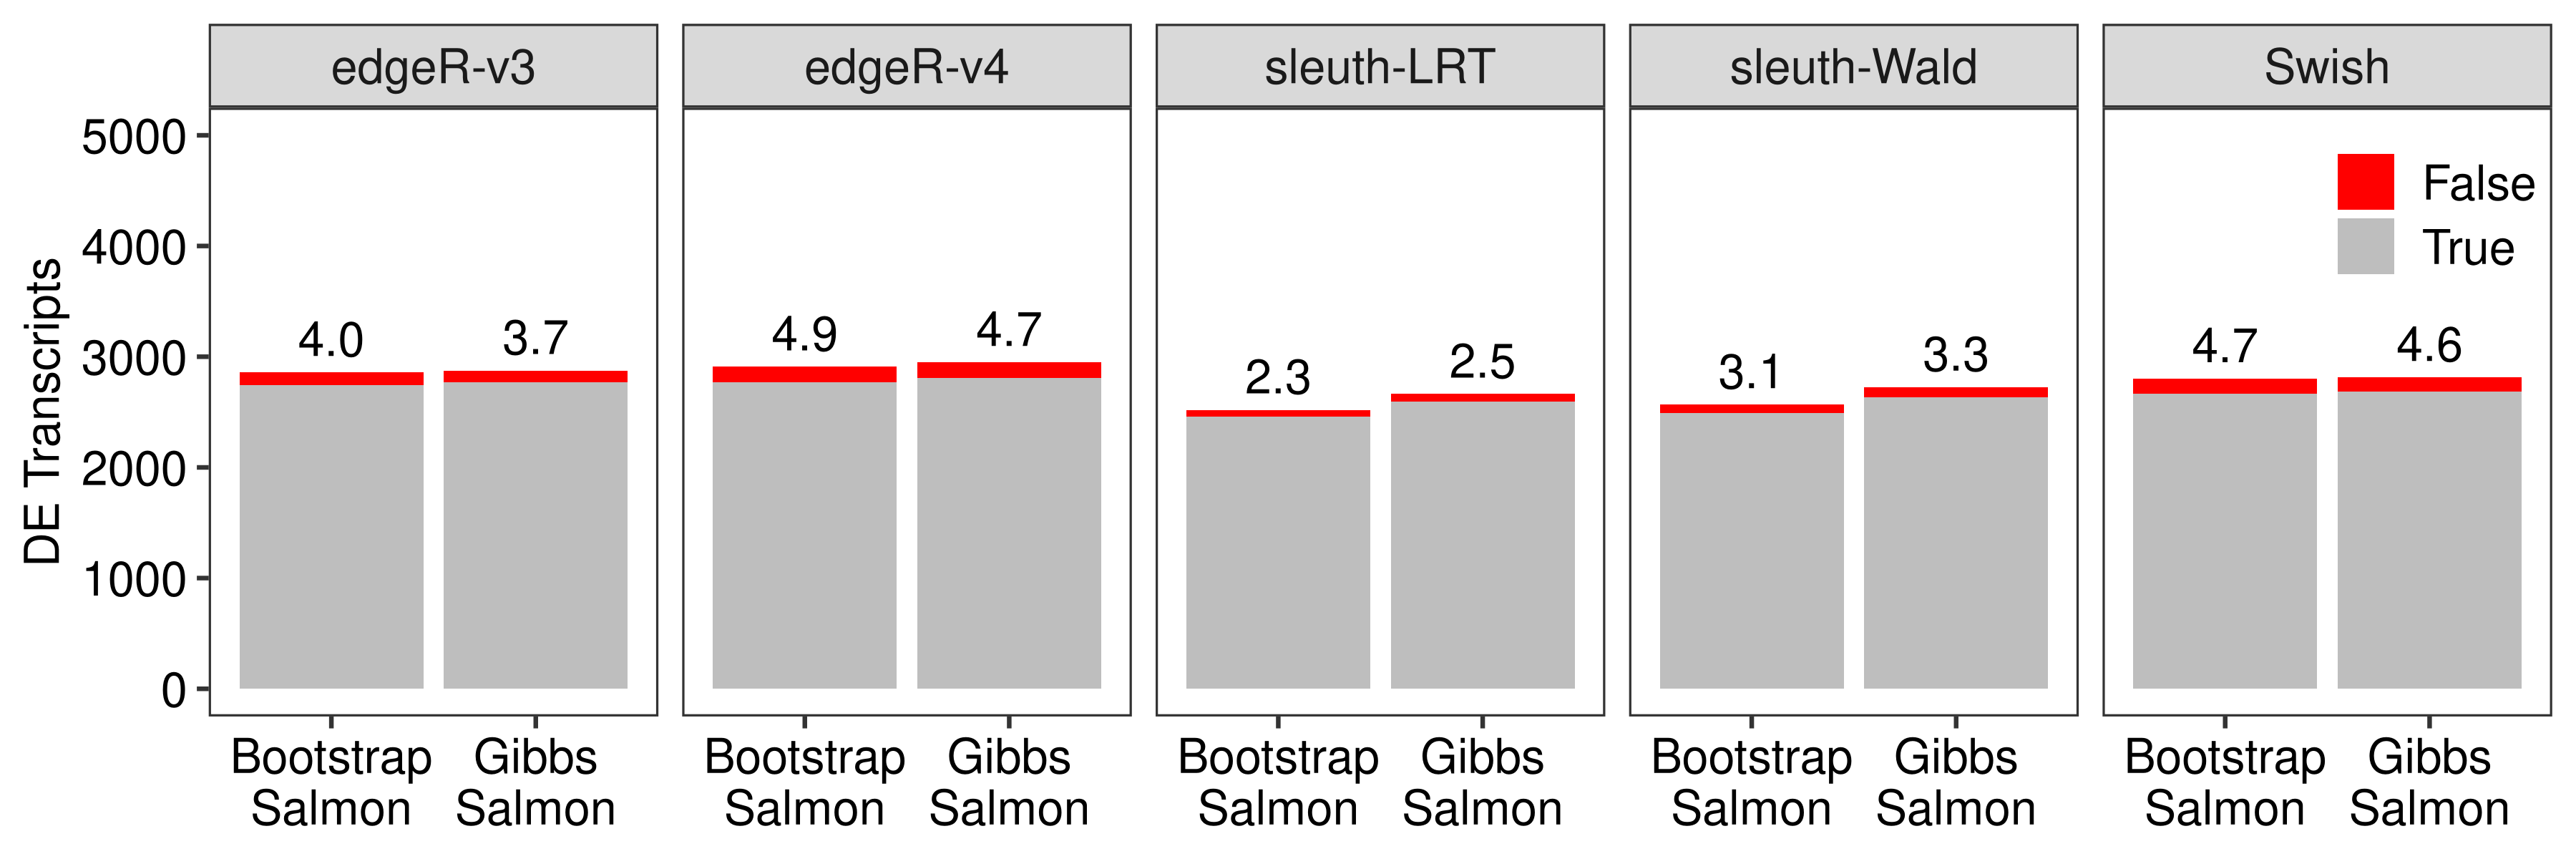 edgeR-v3
edgeR-v4
sleuth-LRT
sleuth-Wald
Swish
DE Transcripts
5000
4000
3000
2000
1000
0
4.0
3.7
4.9
4.7
2.3
2.5
3.1
3.3
4.7
4.6
False
True
Bootstrap
Salmon
Gibbs
Salmon
Bootstrap
Salmon
Gibbs
Salmon
Bootstrap
Salmon
Gibbs
Salmon
Bootstrap
Salmon
Gibbs
Salmon
Bootstrap
Salmon
Gibbs
Salmon